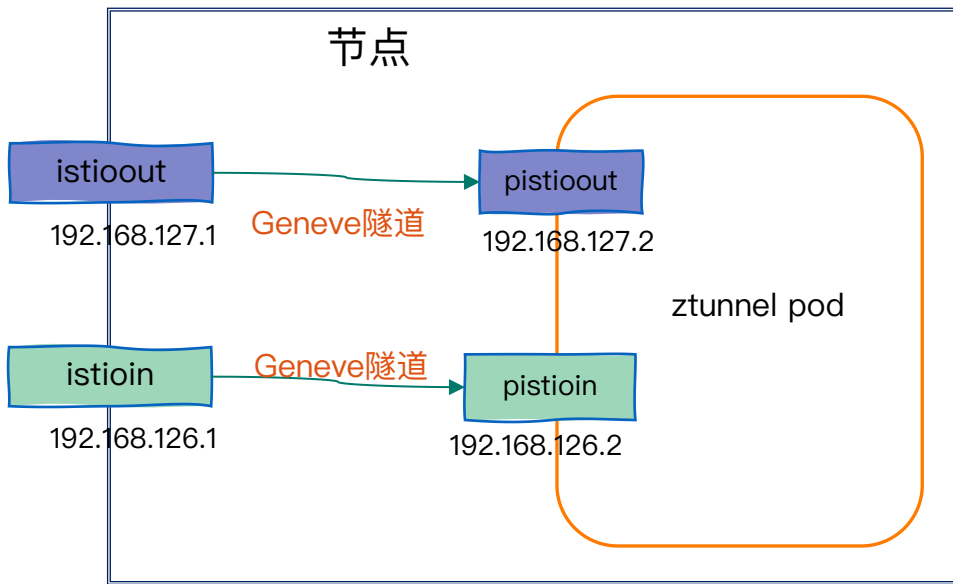 节点
istioout
pistioout
Geneve隧道
192.168.127.1
192.168.127.2
ztunnel pod
istioin
Geneve隧道
pistioin
192.168.126.1
192.168.126.2